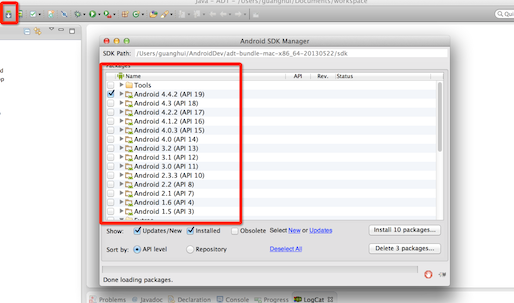 Java - ADT - /Users/guanghui/Documents/workspace
Quick
Android SDK Manager
SDK Path: /Users/guanghui/AndroidDev/adt-bundle-mac-x86_64-20130522/sdk
Packages
Name API Rev. Status
Tools
Android 4.4.2 (API 19)
Android 4.3 (API 18)
Android 4.2.2 (API 17)
Android 4.1.2 (API 16)
Android 4.0.3 (API 15)
Android 4.0 (API 14)
Android 3.2 (API 13)
Android 3.1 (API 12)
Android 3.0 (API 11)
Android 2.3.3 (API 10)
Android 2.2 (API 8)
Android 2.1 (API 7)
Android 1.6 (API 4)
Android 1.5 (API 3)
Extras
Show: Updates/New Installed Obsolete Select New or Updates Install 10 packages...
Sort by: API level Repository Deselect All Delete 3 packages...
Done loading packages.
Problems Javadoc Declaration Console Progress LogCat